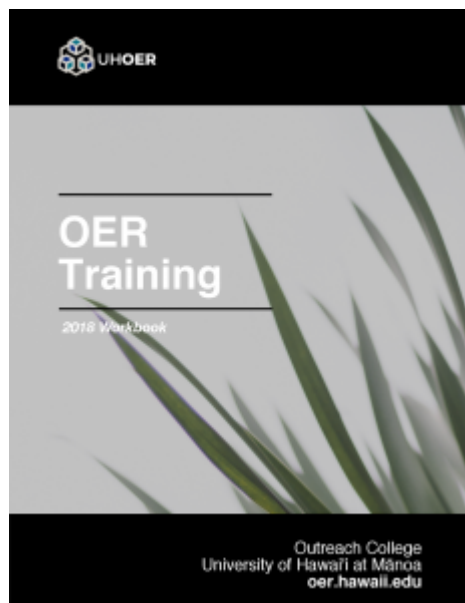 UHOER
OER
Training
2018 Workbook
Outreach College
University of Hawaiʻi at Mānoa
oer.hawaii.edu